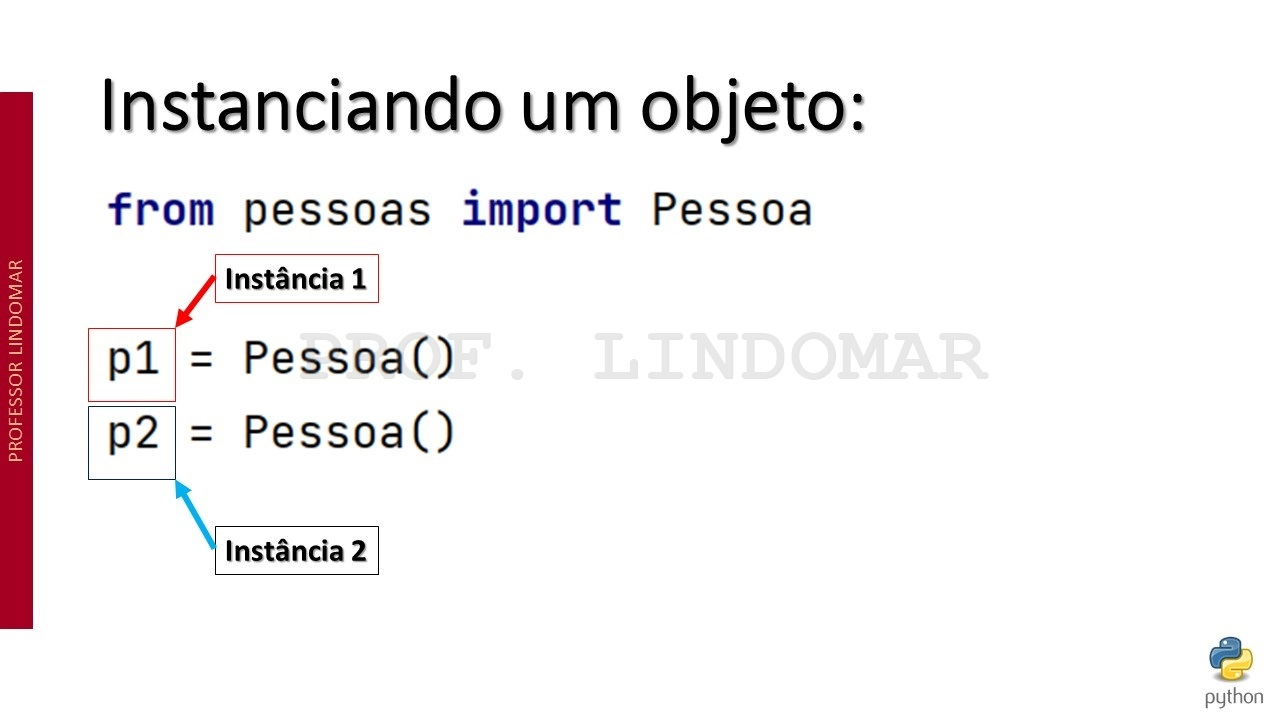 Instanciando um objeto:
from pessoas import Pessoa
Instância 1
p1 = Pessoa()
PROF. LINDOMAR
p2 = Pessoa()
Instância 2
PROFESSOR LINDOMAR
python